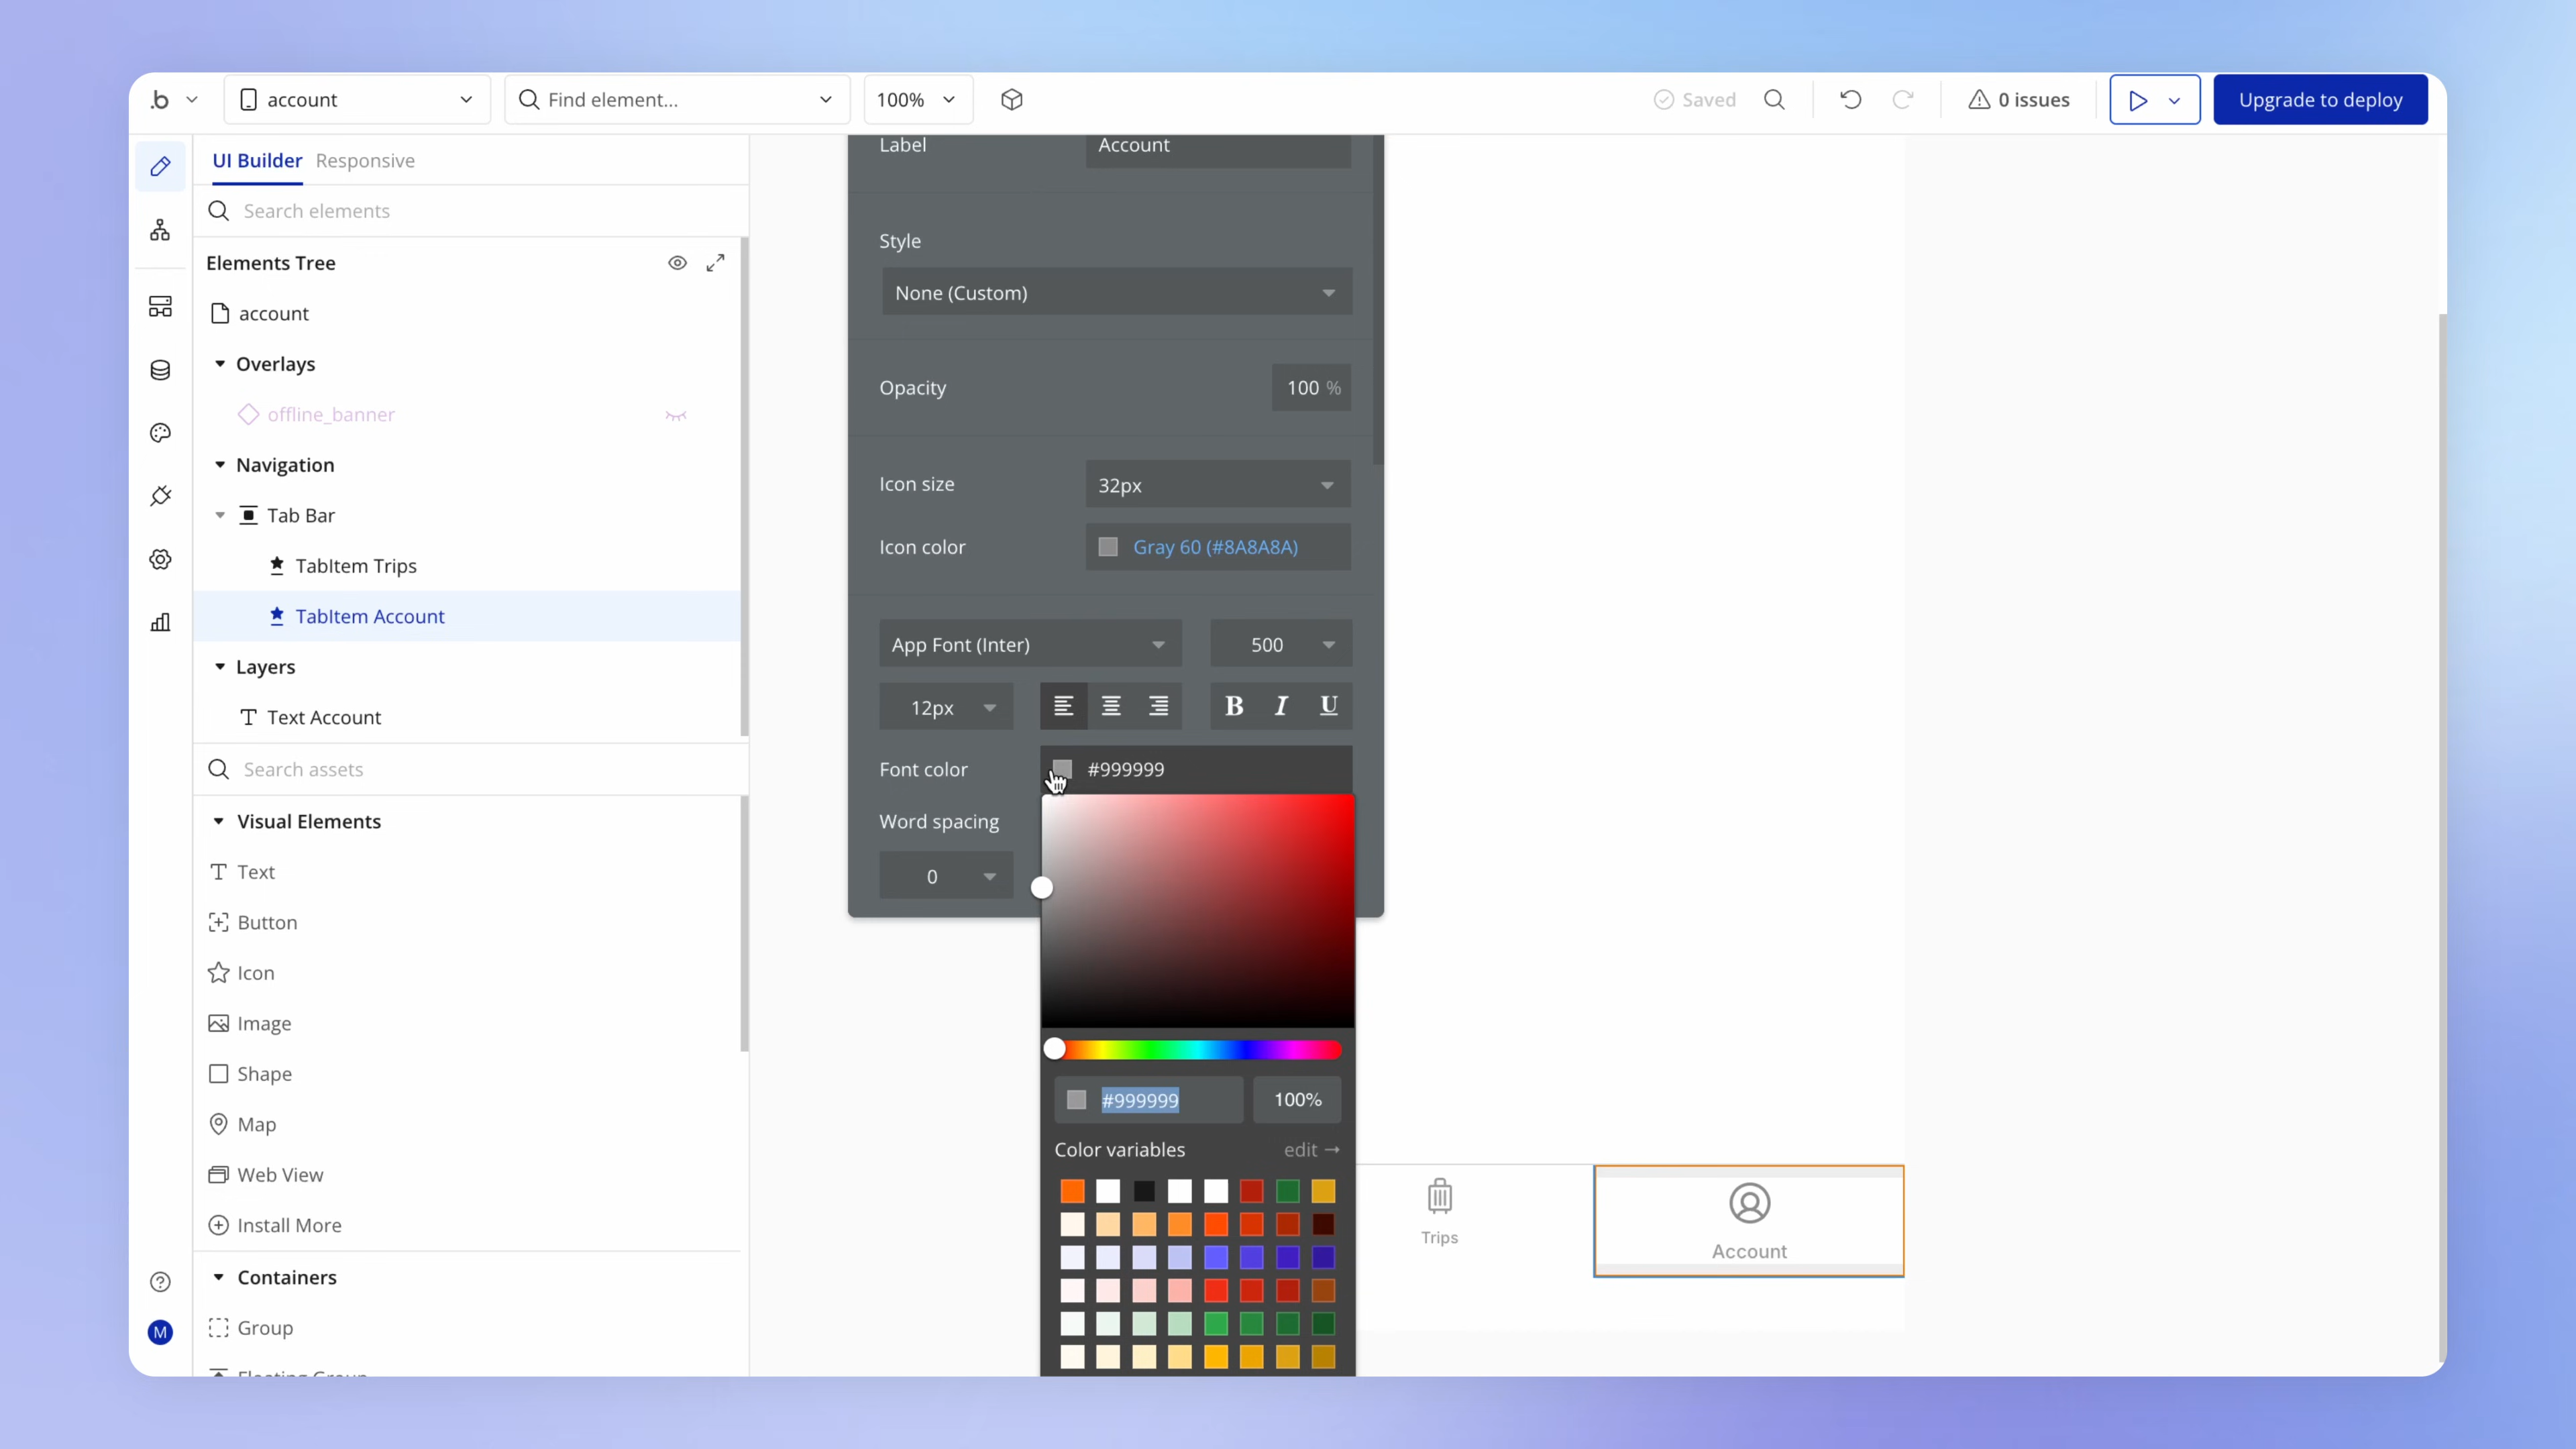 .b
account
Find element...
100%
Saved
0 issues
Upgrade to deploy
UI Builder
Responsive
Search elements
Elements Tree
account
Overlays
offline_banner
Navigation
Tab Bar
TabItem Trips
TabItem Account
Layers
Text Account
Search assets
Visual Elements
Text
Button
Icon
Image
Shape
Map
Web View
Install More
Containers
Group
Floating Group
M
Label
Account
Style
None (Custom)
Opacity
100 %
Icon size
32px
Icon color
Gray 60 (#8A8A8A)
App Font (Inter)
500
12px
B I U
Font color
#999999
Word spacing
0
#999999
100%
Color variables
edit →
Trips
Account